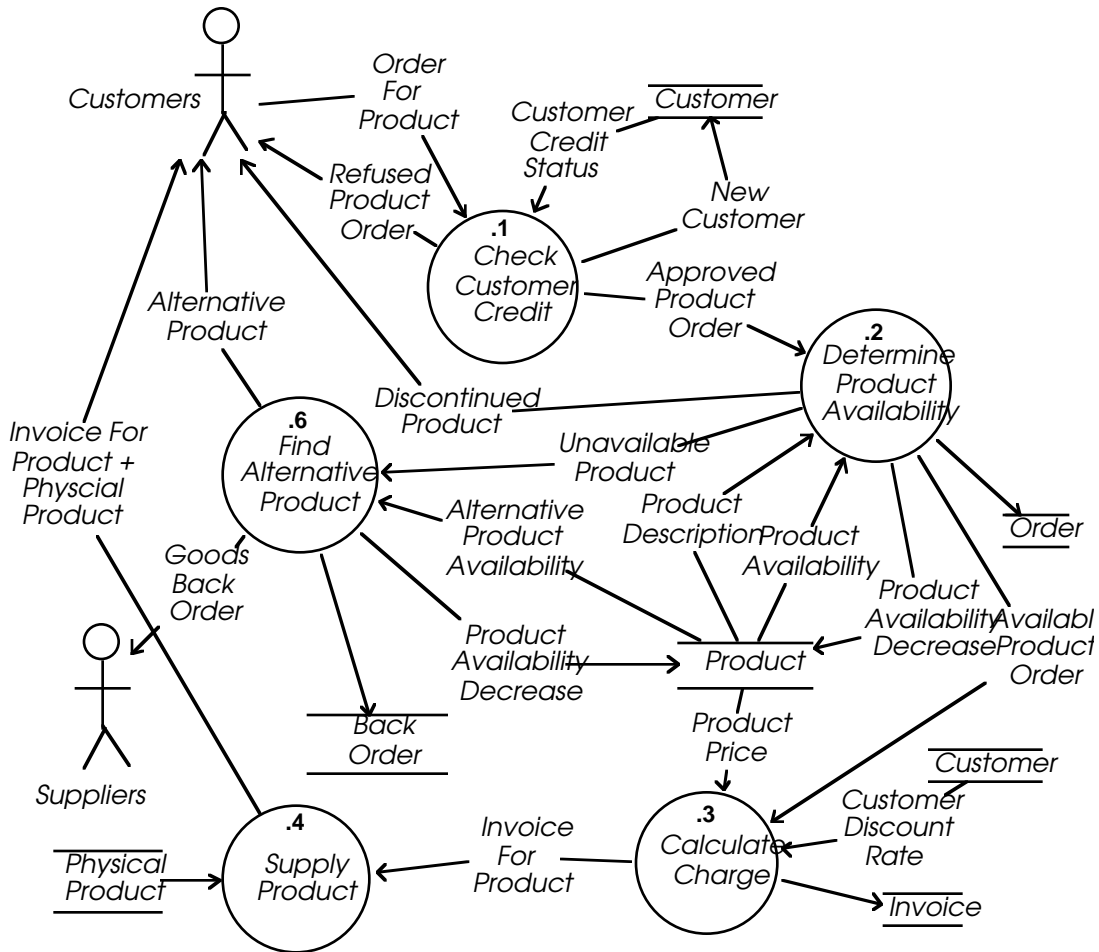 Customers
Order
For
Product
Customer
Credit
Status
Customer
Refused
Product
Order
New
Customer
.1
Check
Customer
Credit
Approved
Product
Order
Alternative
Product
.2
Determine
Product
Availability
Discontinued
Product
Invoice For
Product +
Physcial
Product
.6
Find
Alternative
Product
Unavailable
Product
Alternative
Product
Availability
Product
Description
Product
Availability
Order
Goods
Back
Order
Product
Availability
Decrease
Product
Availability
Decrease
Availabl
Product
Order
Product
Back
Order
Product
Price
Suppliers
Customer
Customer
Discount
Rate
.4
Supply
Product
Physical
Product
Invoice
For
Product
.3
Calculate
Charge
Invoice